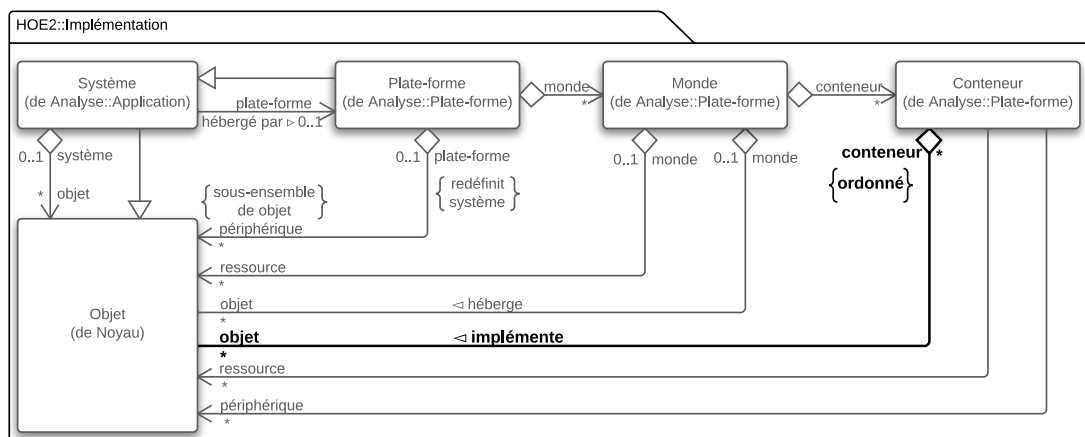 HOE2::Implémentation
Système
(de Analyse::Application)
Plate-forme
(de Analyse::Plate-forme)
Monde
(de Analyse::Plate-forme)
Conteneur
(de Analyse::Plate-forme)
plate-forme
hébergé par ▹ 0..1
monde
*
conteneur
*
0..1
système
*
objet
0..1
plate-forme
{redéfinit
système}
{sous-ensemble
de objet}
0..1
monde
0..1
monde
conteneur
*
{ordonné}
Objet
(de Noyau)
périphérique
*
ressource
*
objet
◃ héberge
*
objet
◃ implémente
*
ressource
*
périphérique
*